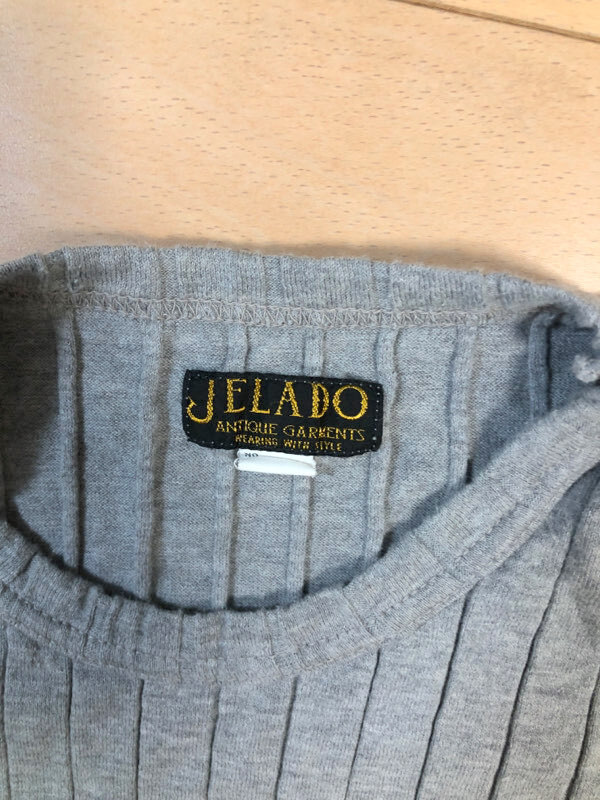 JELADO
ANTIQUE GARMENTS
WEARING WITH STYLE